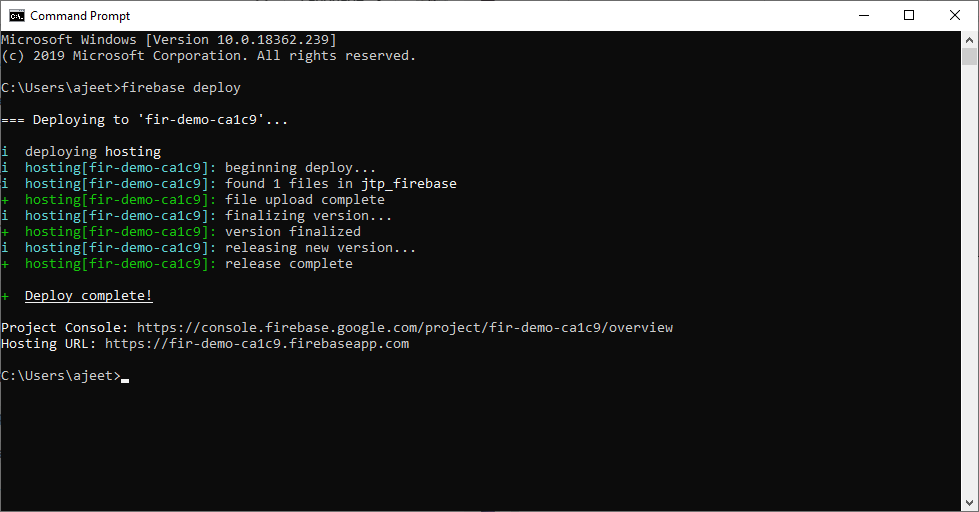 Command Prompt
Microsoft Windows [Version 10.0.18362.239]
(c) 2019 Microsoft Corporation. All rights reserved.
C:\Users\ajeet>firebase deploy
=== Deploying to 'fir-demo-ca1c9'...
i  deploying hosting
i  hosting[fir-demo-ca1c9]: beginning deploy...
i  hosting[fir-demo-ca1c9]: found 1 files in jtp_firebase
+  hosting[fir-demo-ca1c9]: file upload complete
i  hosting[fir-demo-ca1c9]: finalizing version...
+  hosting[fir-demo-ca1c9]: version finalized
i  hosting[fir-demo-ca1c9]: releasing new version...
+  hosting[fir-demo-ca1c9]: release complete
+  Deploy complete!
Project Console: https://console.firebase.google.com/project/fir-demo-ca1c9/overview
Hosting URL: https://fir-demo-ca1c9.firebaseapp.com
C:\Users\ajeet>